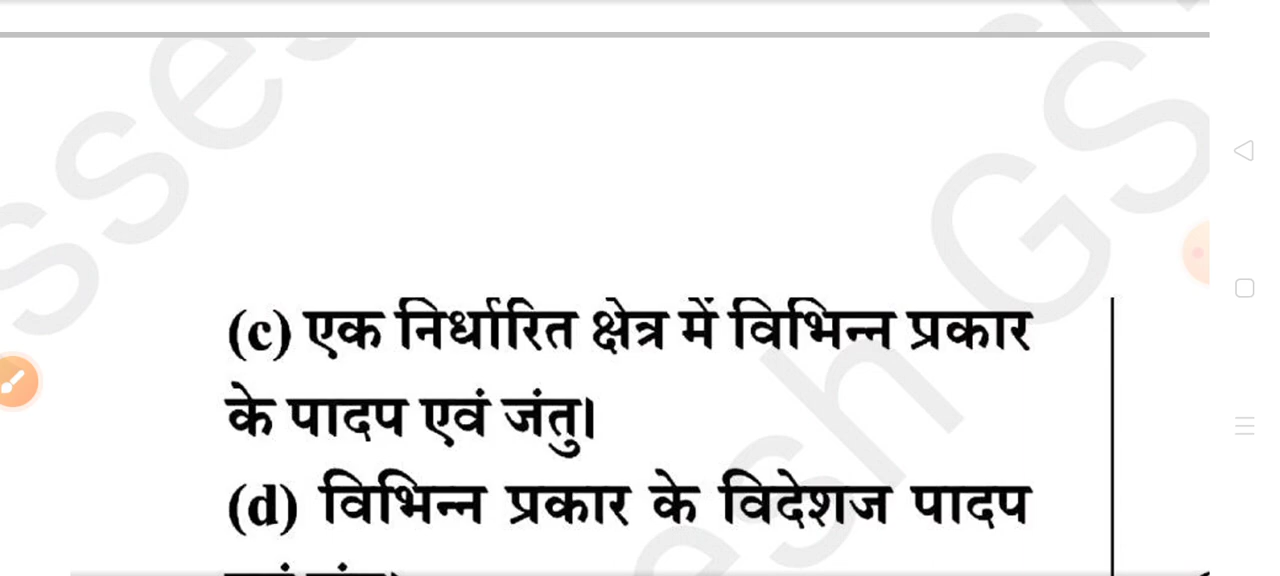 (c) एक निर्धारित क्षेत्र में विभिन्न प्रकार
के पादप एवं जंतु।
(d) विभिन्न प्रकार के विदेशज पादप